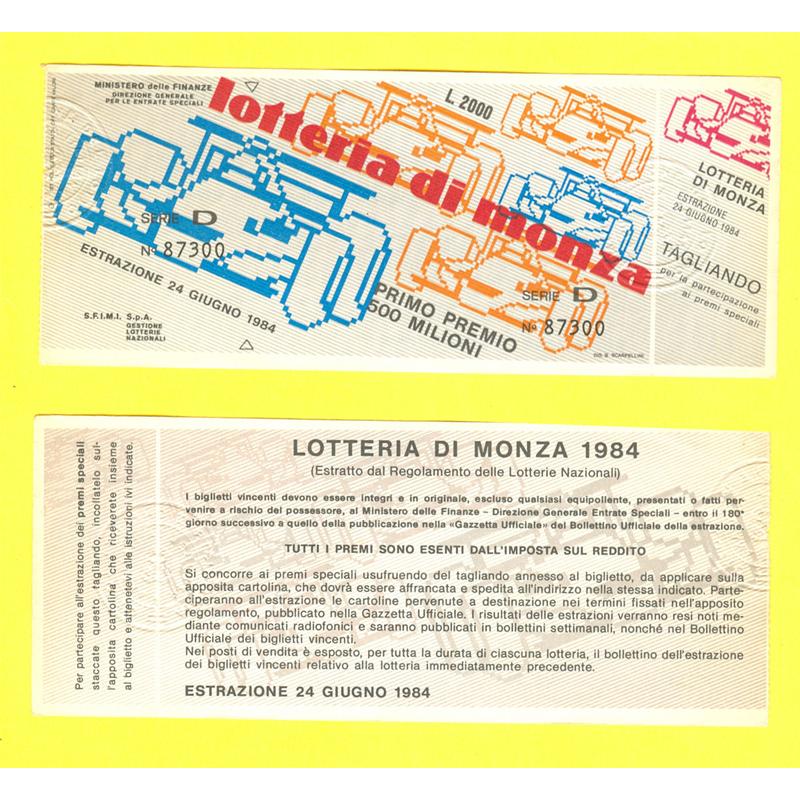 MINISTERO delle FINANZE
DIREZIONE GENERALE
PER LE ENTRATE SPECIALI
lotteria di monza
L. 2000
SERIE D
Nº 87300
ESTRAZIONE 24 GIUGNO 1984
S.F.I.M.I. S.p.A.
GESTIONE
LOTTERIE
NAZIONALI
PRIMO PREMIO
500 MILIONI
SERIE D
Nº 87300
DIS. B. SCARPELLINI
LOTTERIA
DI MONZA
ESTRAZIONE
24 GIUGNO 1984
TAGLIANDO
per la partecipazione
ai premi speciali
Per partecipare all'estrazione dei premi speciali
staccate questo tagliando, incollatelo sul-
l'apposita cartolina che riceverete insieme
al biglietto e attenetevi alle istruzioni ivi indicate.
LOTTERIA DI MONZA 1984
(Estratto dal Regolamento delle Lotterie Nazionali)
I biglietti vincenti devono essere integri e in originale, escluso qualsiasi equipollente, presentati o fatti per-
venire a rischio del possessore, al Ministero delle Finanze - Direzione Generale Entrate Speciali - entro il 180°
giorno successivo a quello della pubblicazione nella «Gazzetta Ufficiale» del Bollettino Ufficiale della estrazione.
TUTTI I PREMI SONO ESENTI DALL'IMPOSTA SUL REDDITO
Si concorre ai premi speciali usufruendo del tagliando annesso al biglietto, da applicare sulla
apposita cartolina, che dovrà essere affrancata e spedita all'indirizzo nella stessa indicato. Parte-
ciperanno all'estrazione le cartoline pervenute a destinazione nei termini fissati nell'apposito
regolamento, pubblicato nella Gazzetta Ufficiale. I risultati delle estrazioni verranno resi noti me-
diante comunicati radiofonici e saranno pubblicati in bollettini settimanali, nonché nel Bollettino
Ufficiale dei biglietti vincenti.
Nei posti di vendita è esposto, per tutta la durata di ciascuna lotteria, il bollettino dell'estrazione
dei biglietti vincenti relativo alla lotteria immediatamente precedente.
ESTRAZIONE 24 GIUGNO 1984